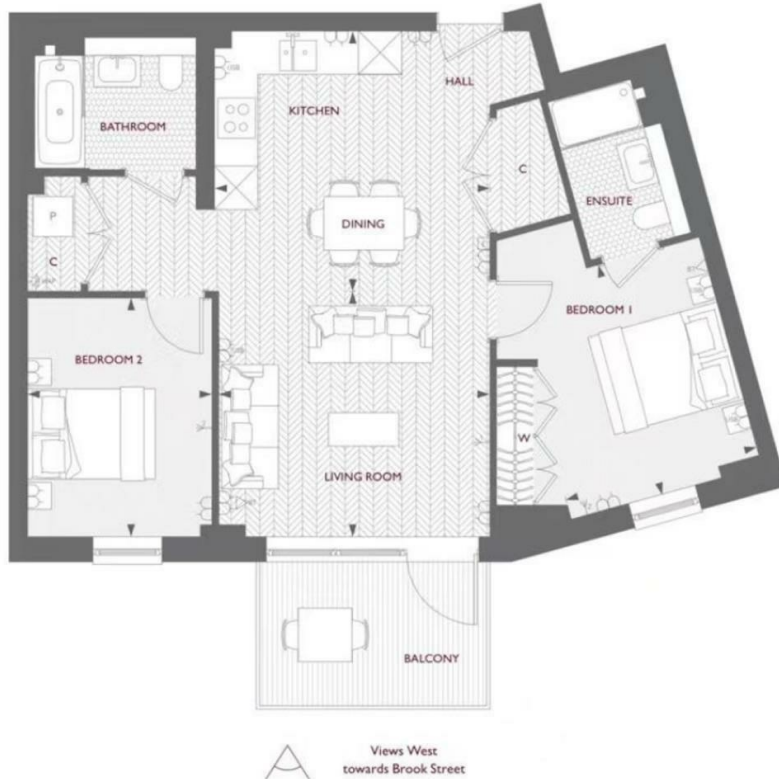 HALL
KITCHEN
BATHROOM
C
ENSUITE
P
DINING
C
BEDROOM 1
BEDROOM 2
W
LIVING ROOM
BALCONY
Views West
towards Brook Street